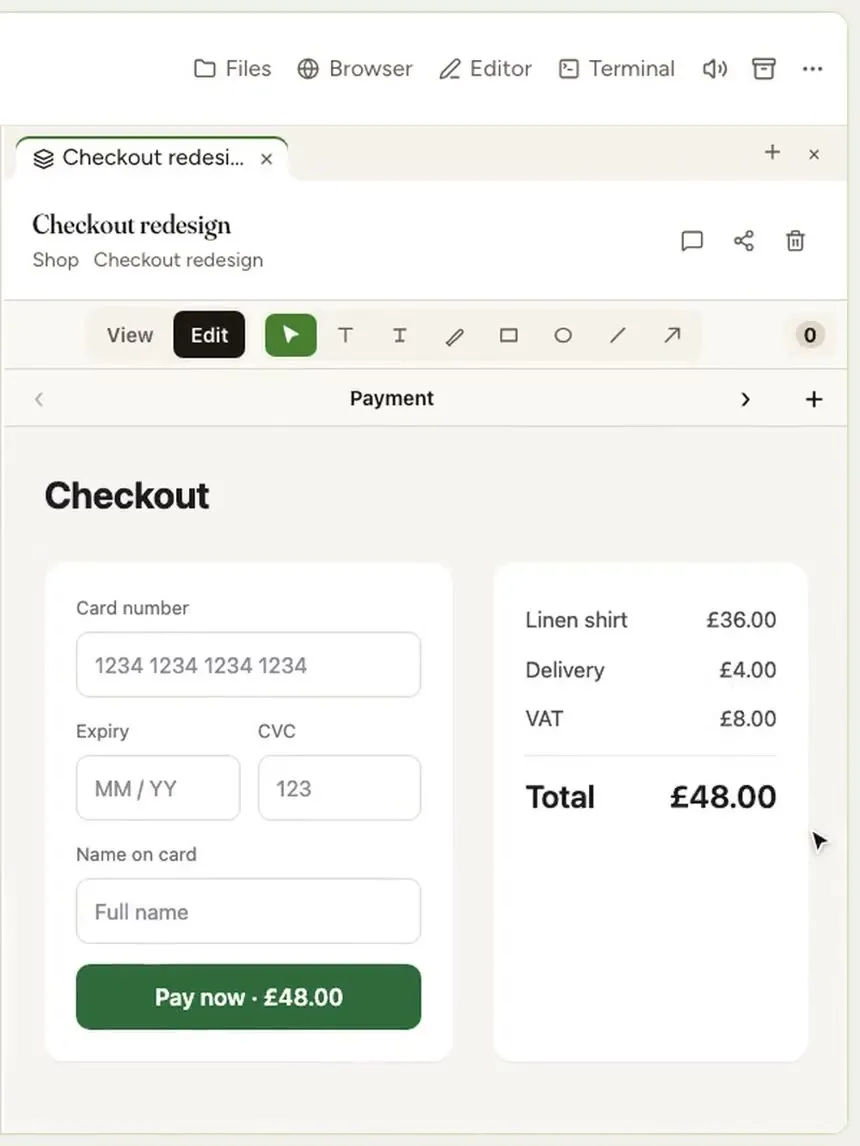 Files Browser Editor Terminal
Checkout redesi...
Checkout redesign
Shop Checkout redesign
View Edit T 0
Payment
Checkout
Card number
1234 1234 1234 1234
Expiry CVC
MM / YY 123
Name on card
Full name
Pay now · £48.00
Linen shirt £36.00
Delivery £4.00
VAT £8.00
Total £48.00